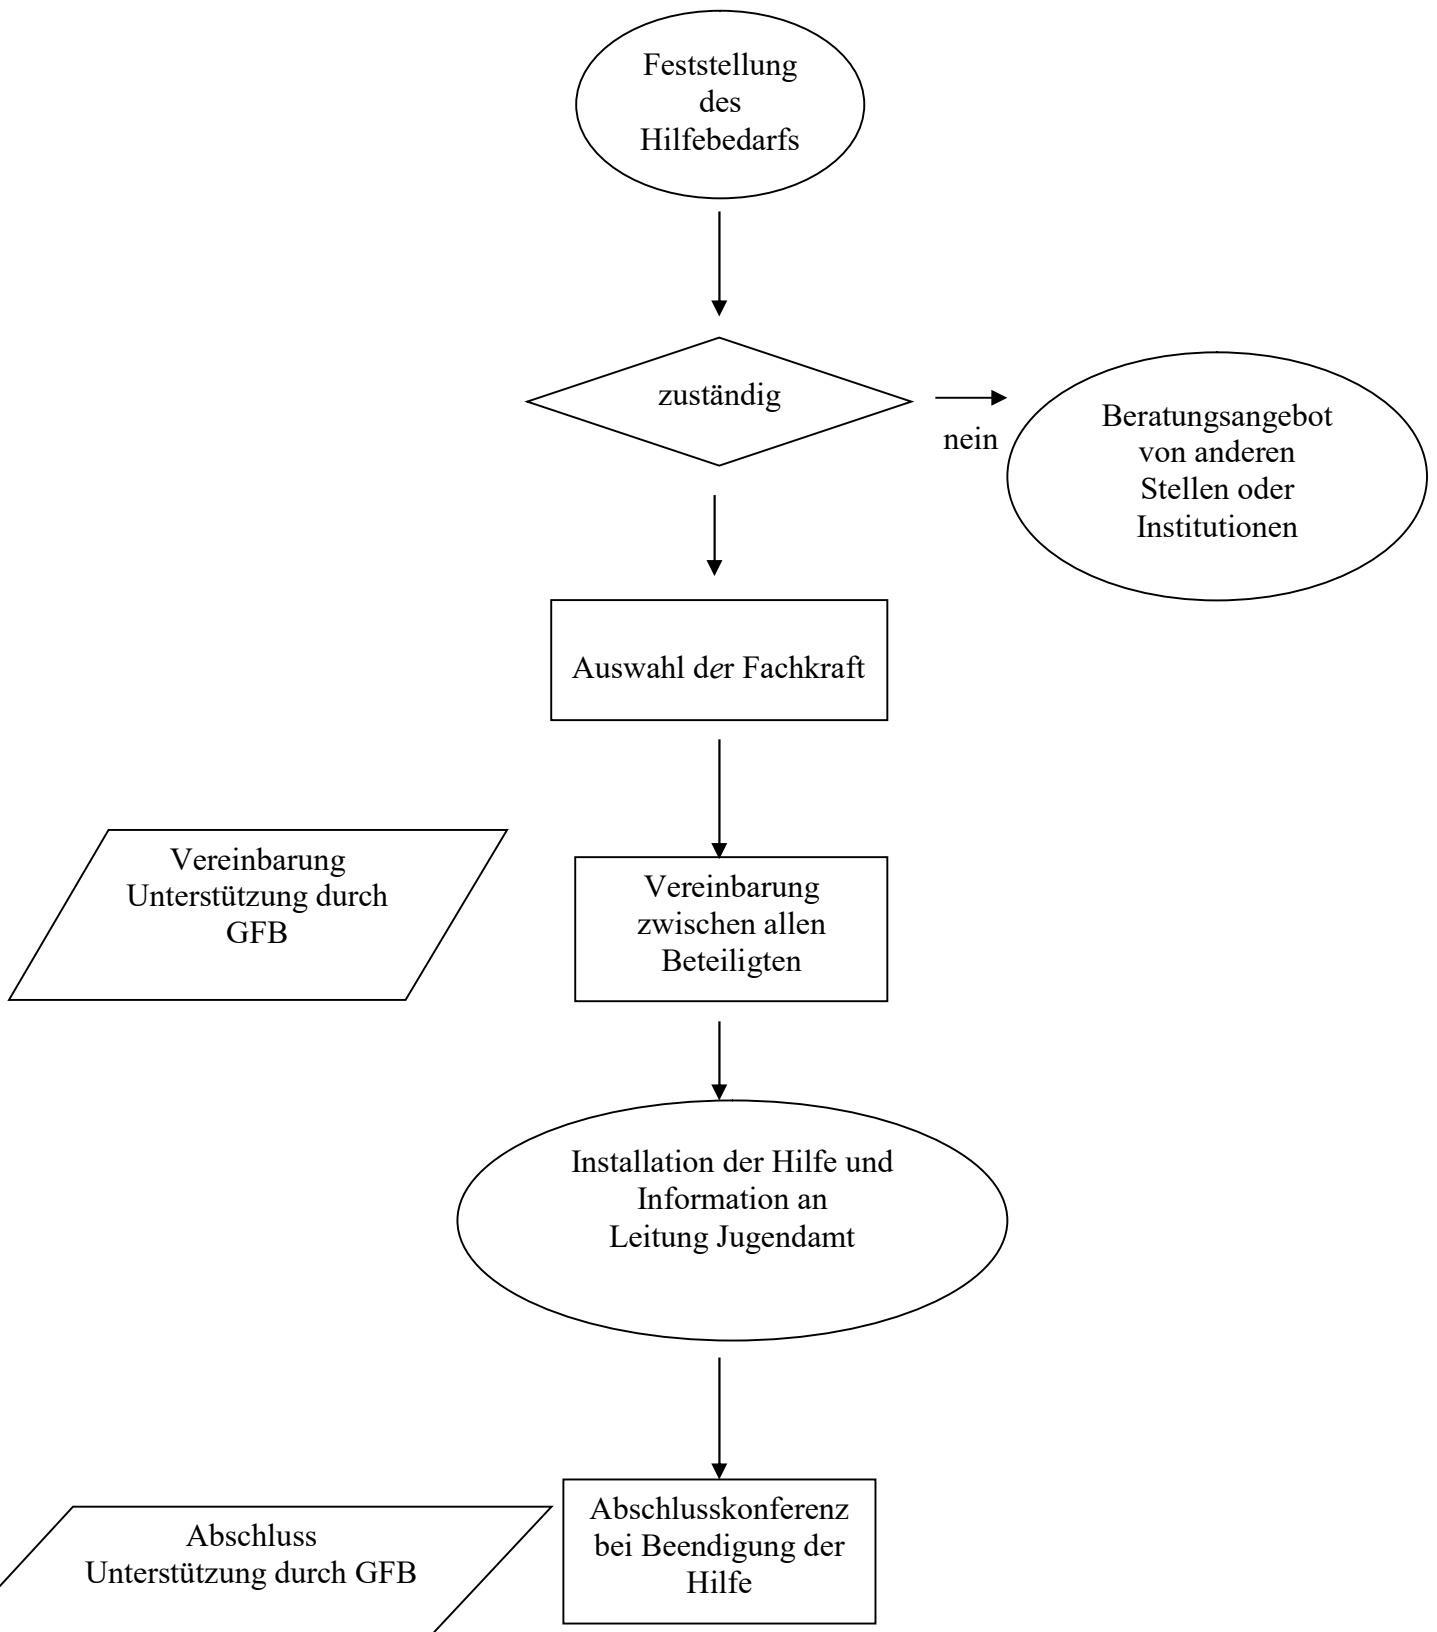 Feststellung
des
Hilfebedarfs
zuständig
nein
Beratungsangebot
von anderen
Stellen oder
Institutionen
Auswahl der Fachkraft
Vereinbarung
Unterstützung durch
GFB
Vereinbarung
zwischen allen
Beteiligten
Installation der Hilfe und
Information an
Leitung Jugendamt
Abschluss
Unterstützung durch GFB
Abschlusskonferenz
bei Beendigung der
Hilfe